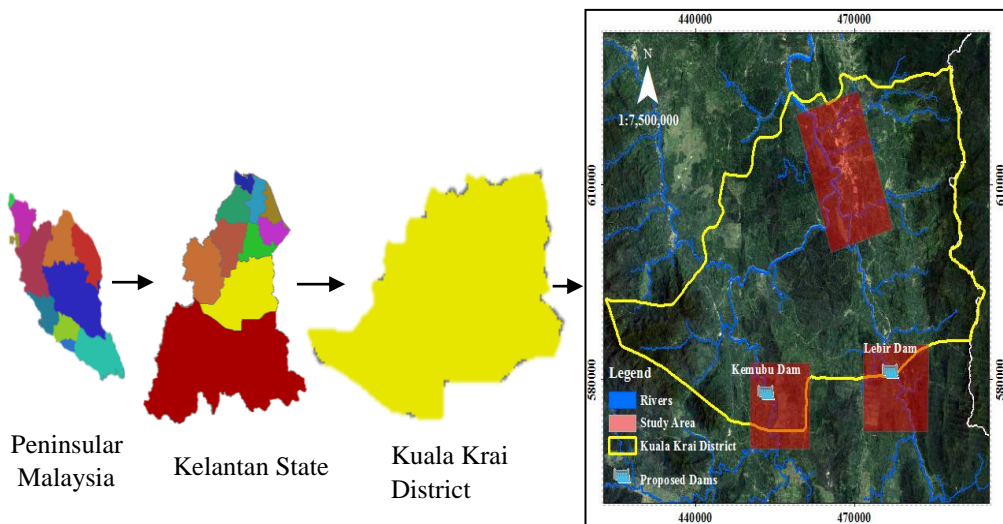 Peninsular
Malaysia
Kelantan State
Kuala Krai
District
440000
470000
N
1:7,500,000
610000
610000
580000
580000
Lebir Dam
Kemubu Dam
Legend
Rivers
Study Area
Kuala Krai District
Proposed Dams
440000
470000